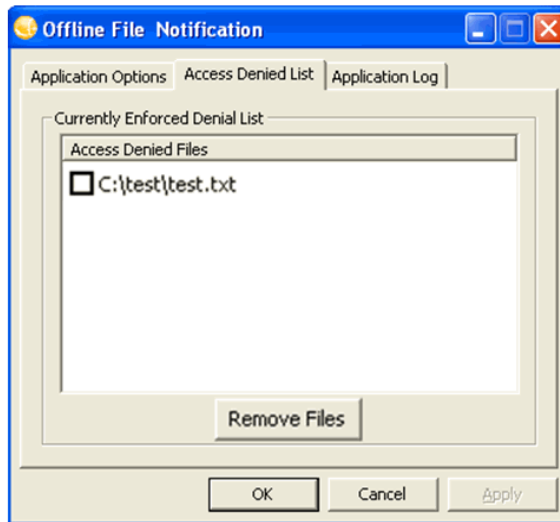 Offline File Notification
Application Options Access Denied List Application Log
Currently Enforced Denial List
Access Denied Files
C:\test\test.txt
Remove Files
OK Cancel Apply